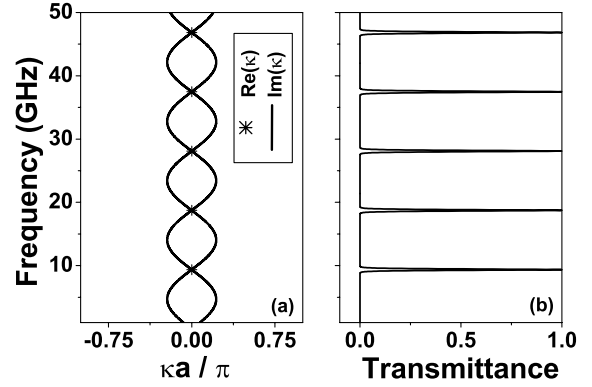 Frequency (GHz)
50
40
30
20
10
-0.75 0.00 0.75
κa / π
Re(κ)
Im(κ)
(a)
0.0 0.5 1.0
Transmittance
(b)